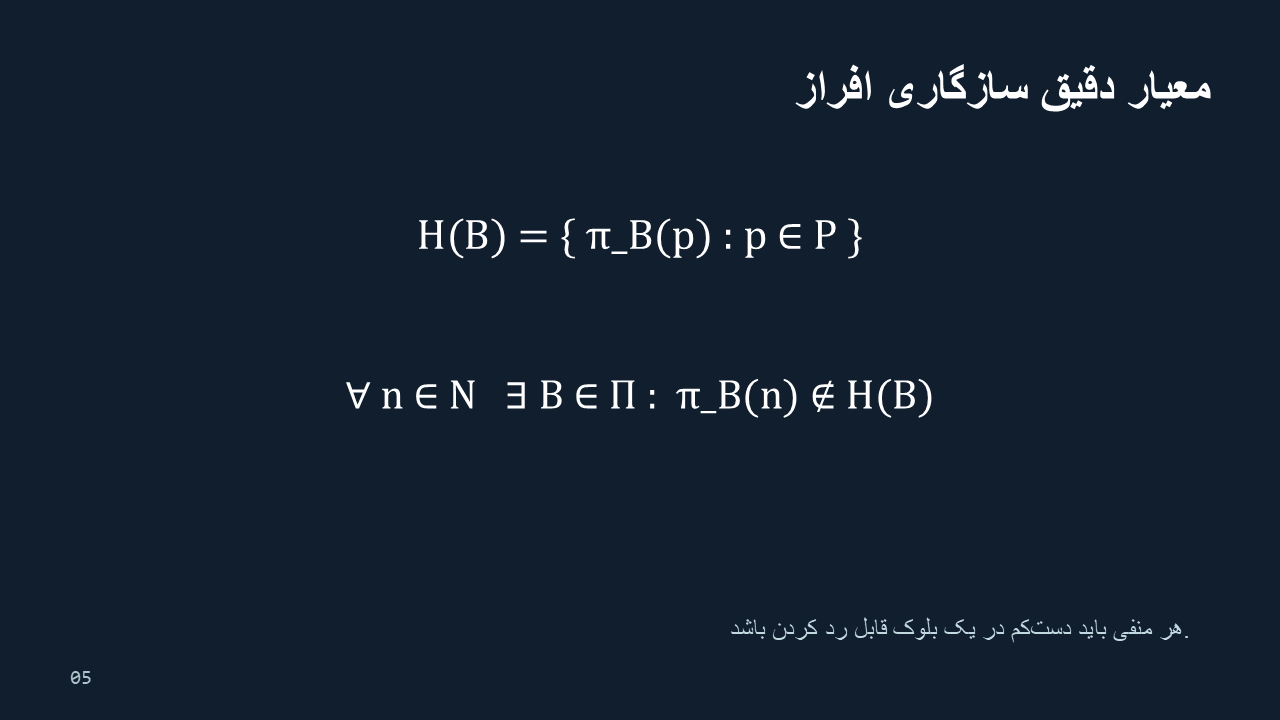 معیار دقیق سازگاری افراز
H(B) = { π_B(p) : p ∈ P }
∀ n ∈ N ∃ B ∈ Π : π_B(n) ∉ H(B)
هر منفی باید دست‌کم در یک بلوک قابل رد کردن باشد.
05